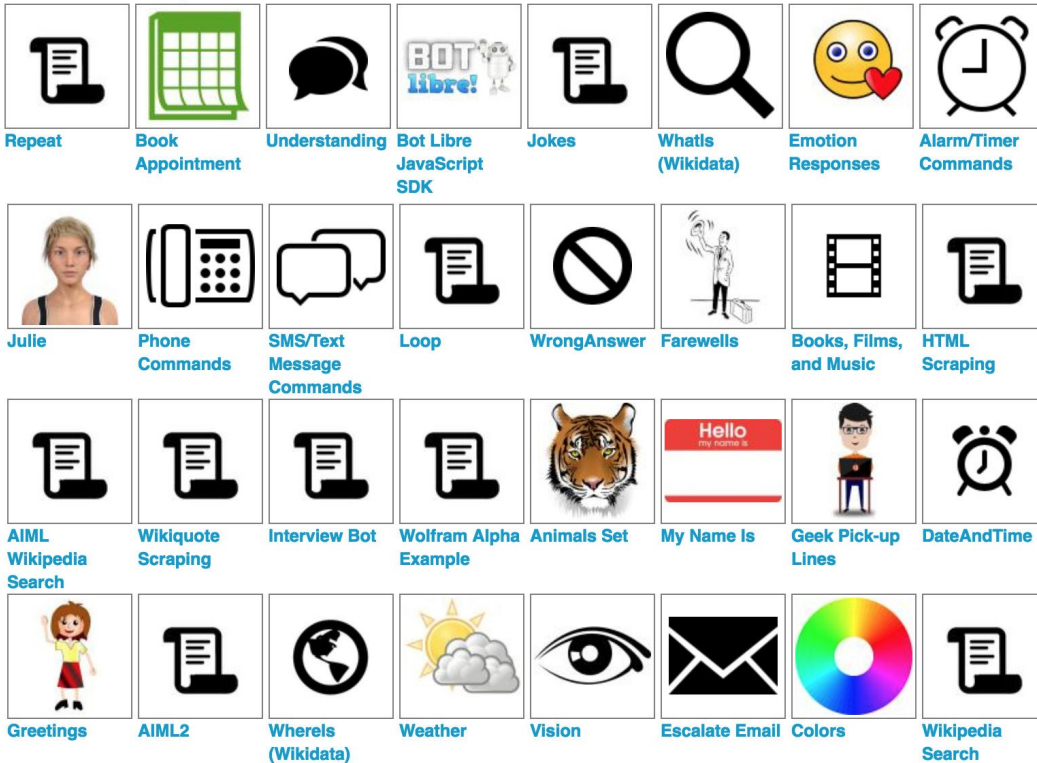 BOT
libre!
Repeat
Book
Appointment
Understanding
Bot Libre
JavaScript
SDK
Jokes
WhatIs
(Wikidata)
Emotion
Responses
Alarm/Timer
Commands
Julie
Phone
Commands
SMS/Text
Message
Commands
Loop
WrongAnswer
Farewells
Books, Films,
and Music
HTML
Scraping
Hello
my name is
AIML
Wikipedia
Search
Wikiquote
Scraping
Interview Bot
Wolfram Alpha
Example
Animals Set
My Name Is
Geek Pick-up
Lines
DateAndTime
Greetings
AIML2
WhereIs
(Wikidata)
Weather
Vision
Escalate Email
Colors
Wikipedia
Search